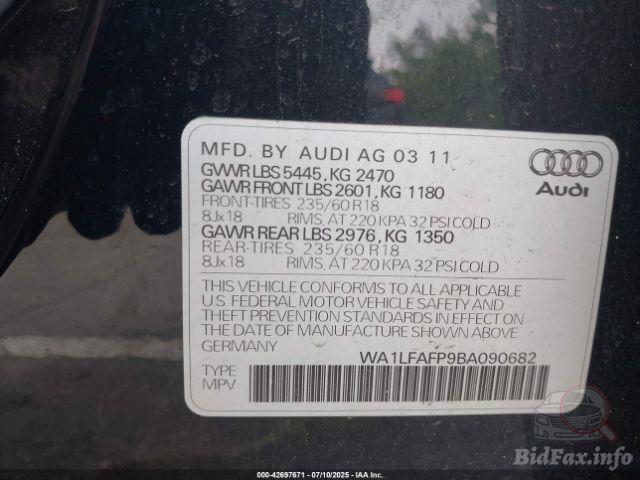 MFD. BY AUDI AG 03 11
GVWR LBS 5445, KG 2470
GAWR FRONT LBS 2601, KG 1180
FRONT-TIRES 235/60 R18
8Jx18 RIMS, AT 220 KPA 32 PSI COLD
GAWR REAR LBS 2976, KG 1350
REAR-TIRES 235/60 R18
8Jx18 RIMS, AT 220 KPA 32 PSI COLD
Audi
THIS VEHICLE CONFORMS TO ALL APPLICABLE
U.S. FEDERAL MOTOR VEHICLE SAFETY AND
THEFT PREVENTION STANDARDS IN EFFECT ON
THE DATE OF MANUFACTURE SHOWN ABOVE.
GERMANY
WA1LFAFP9BA090682
TYPE
MPV
BidFax.info
000-42697671 - 07/10/2025 - IAA Inc.